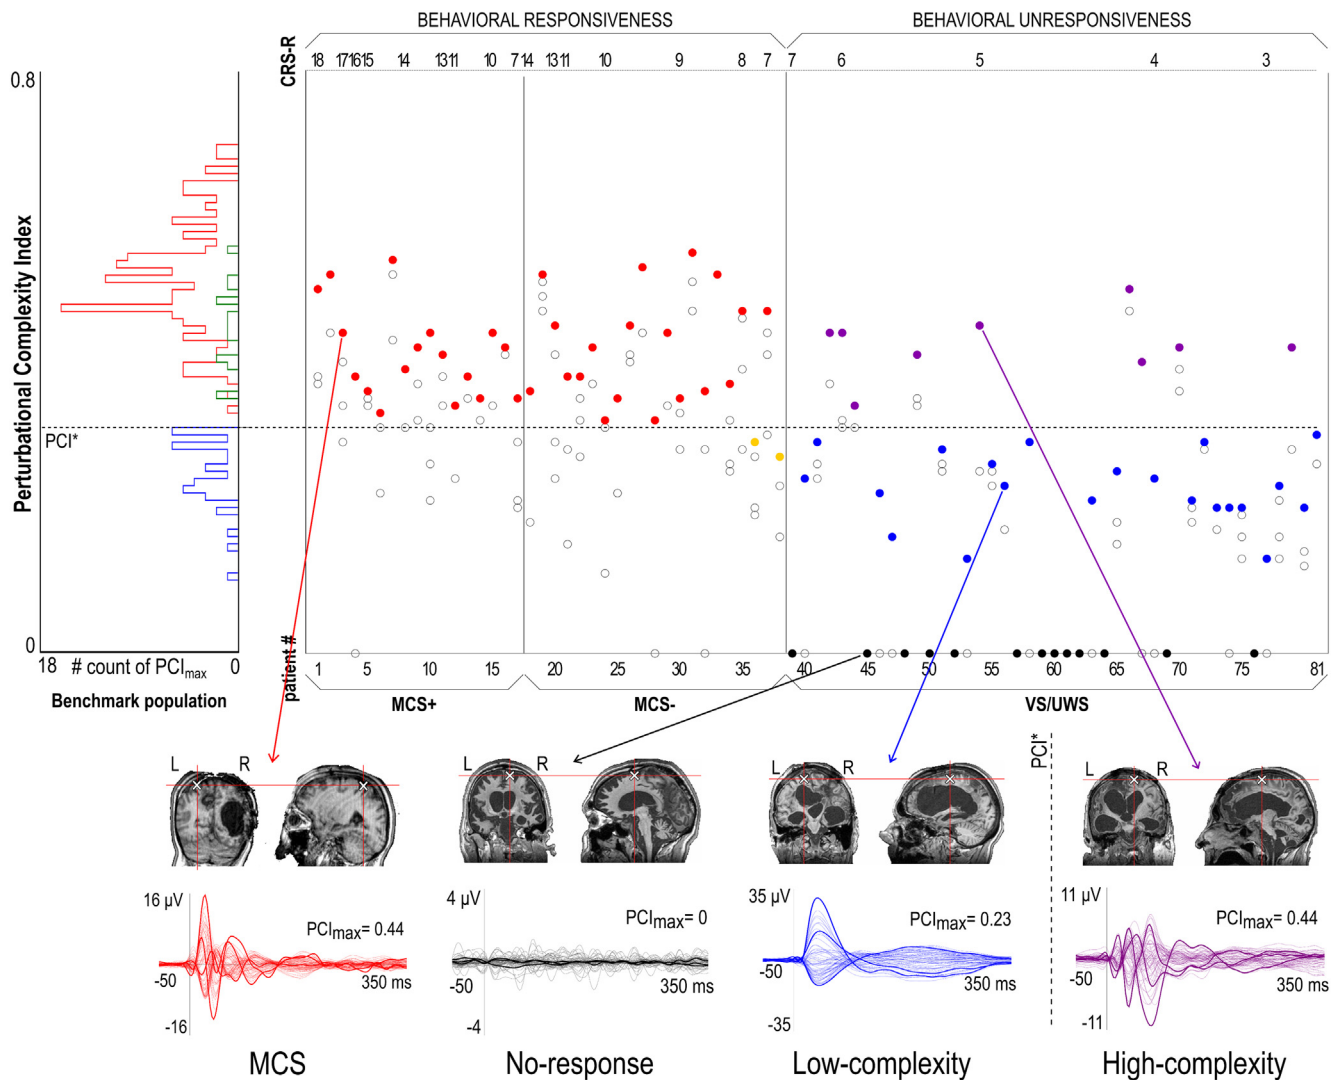 BEHAVIORAL RESPONSIVENESS BEHAVIORAL UNRESPONSIVENESS
CRS-R
18 17 16 15 14 13 11 10 7 14 13 11 10 9 8 7 7 6 5 4 3
0.8
Perturbational Complexity Index
PCI*
0
18 # count of PCImax 0
Benchmark population
patient #
1 5 10 15 20 25 30 35 40 45 50 55 60 65 70 75 81
MCS+ MCS- VS/UWS
PCI*
L R L R L R L R
16 µV 4 µV 35 µV 11 µV
PCImax= 0.44 PCImax= 0 PCImax= 0.23 PCImax= 0.44
-50 350 ms -50 350 ms -50 350 ms -50 350 ms
-16 -4 -35 -11
MCS No-response Low-complexity High-complexity